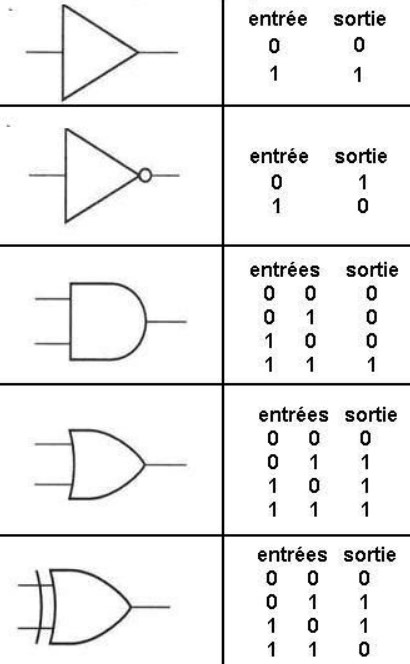 entrée sortie
0 0
1 1
entrée sortie
0 1
1 0
entrées sortie
0 0 0
0 1 0
1 0 0
1 1 1
entrées sortie
0 0 0
0 1 1
1 0 1
1 1 1
entrées sortie
0 0 0
0 1 1
1 0 1
1 1 0